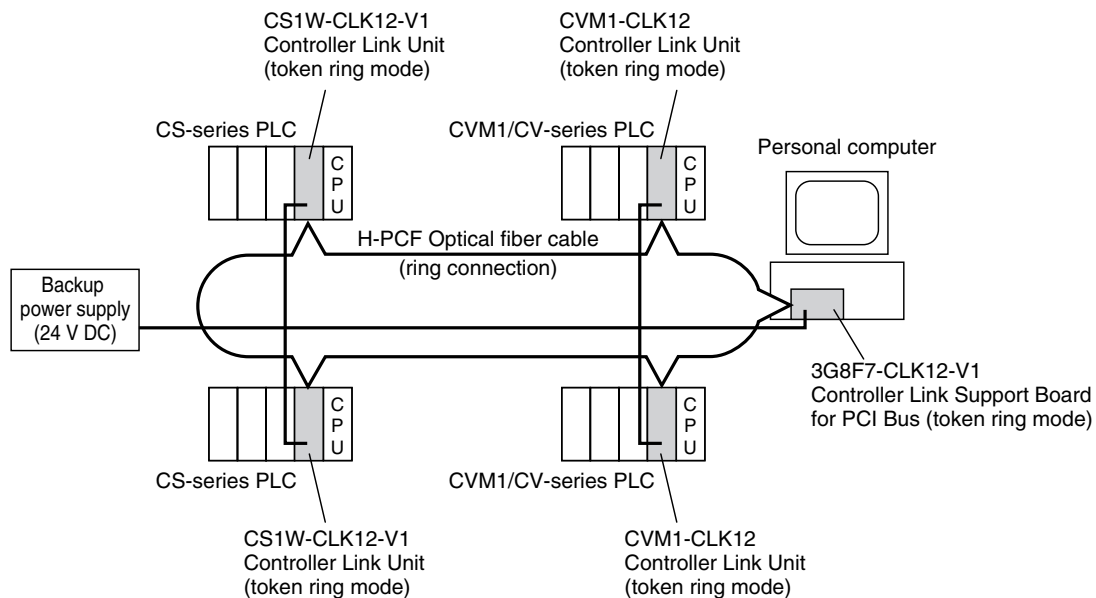 CS1W-CLK12-V1
Controller Link Unit
(token ring mode)
CVM1-CLK12
Controller Link Unit
(token ring mode)
CS-series PLC
CVM1/CV-series PLC
Personal computer
C
P
U
C
P
U
H-PCF Optical fiber cable
(ring connection)
Backup
power supply
(24 V DC)
3G8F7-CLK12-V1
Controller Link Support Board
for PCI Bus (token ring mode)
C
P
U
C
P
U
CS-series PLC
CVM1/CV-series PLC
CS1W-CLK12-V1
Controller Link Unit
(token ring mode)
CVM1-CLK12
Controller Link Unit
(token ring mode)